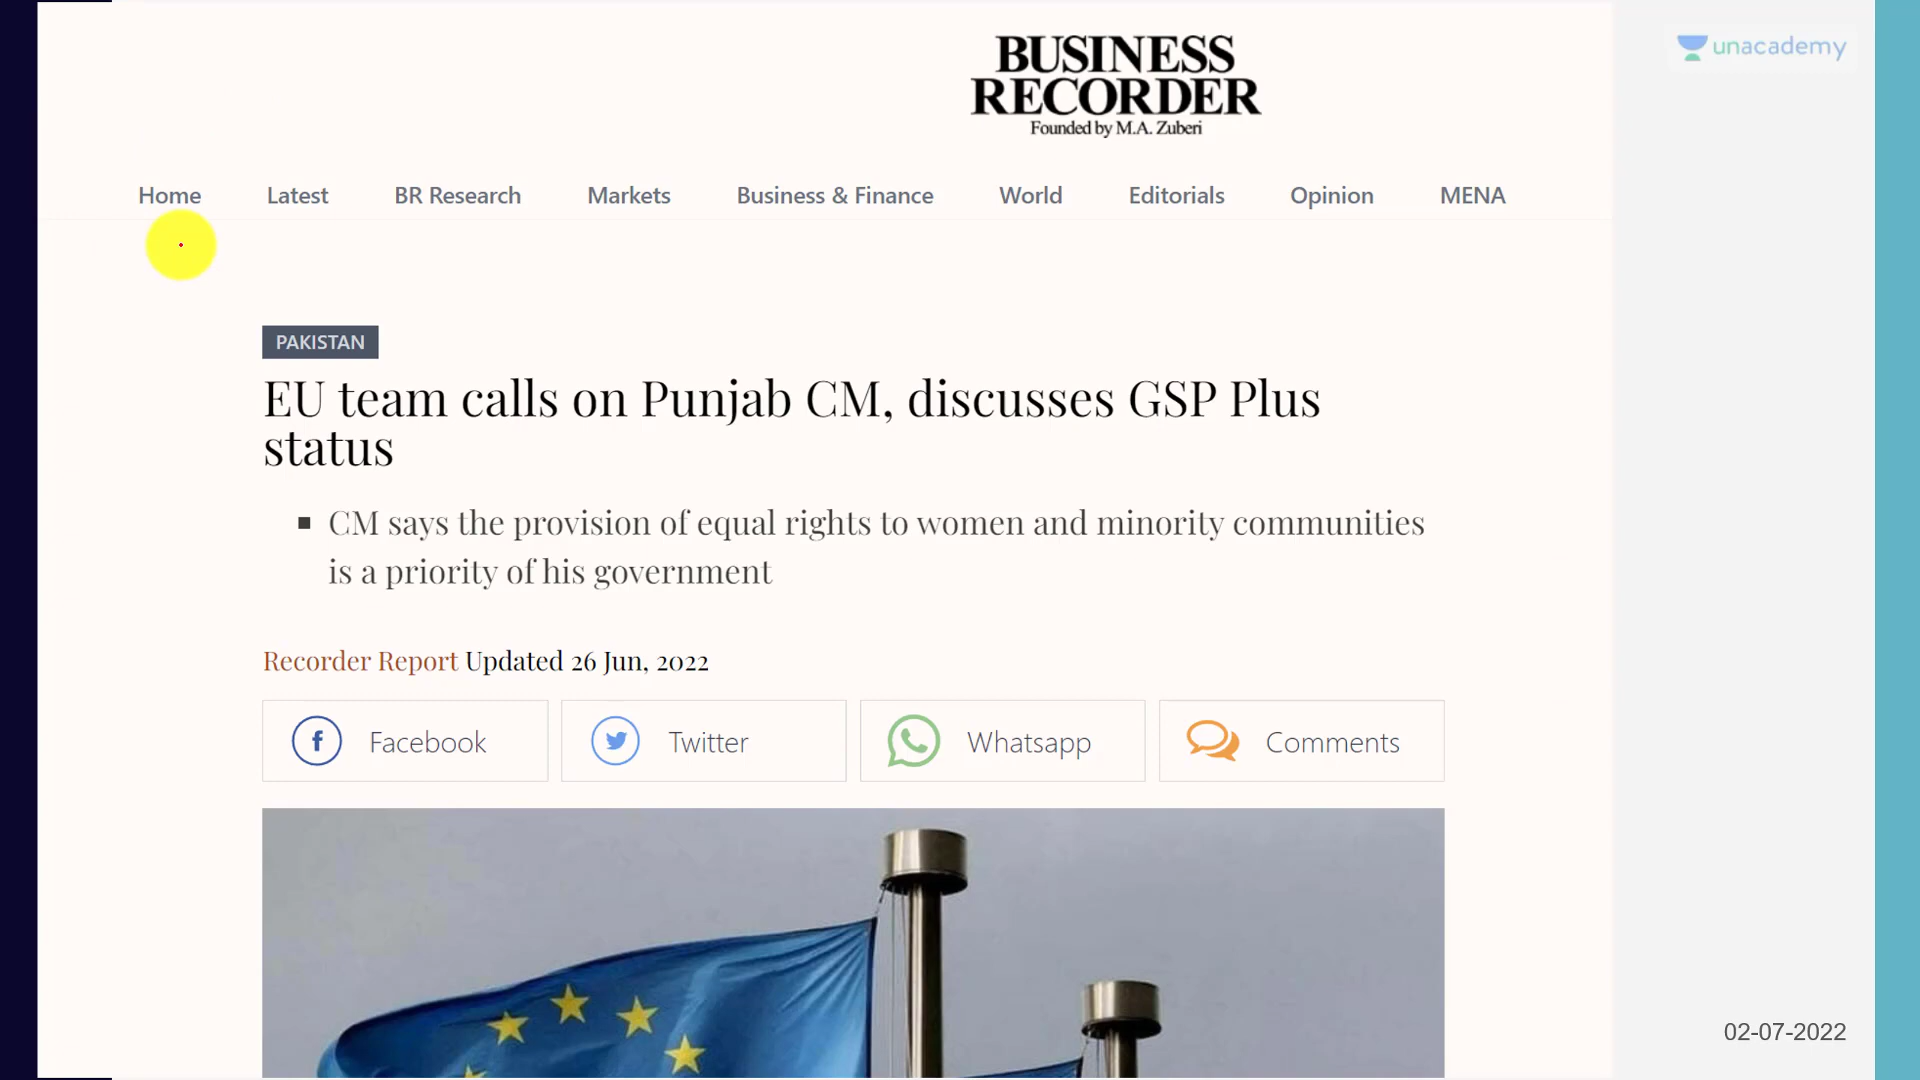 BUSINESS
RECORDER
Founded by M.A. Zuberi
unacademy
Home Latest BR Research Markets Business & Finance World Editorials Opinion MENA
PAKISTAN
EU team calls on Punjab CM, discusses GSP Plus
status
CM says the provision of equal rights to women and minority communities
is a priority of his government
Recorder Report Updated 26 Jun, 2022
Facebook Twitter Whatsapp Comments
02-07-2022